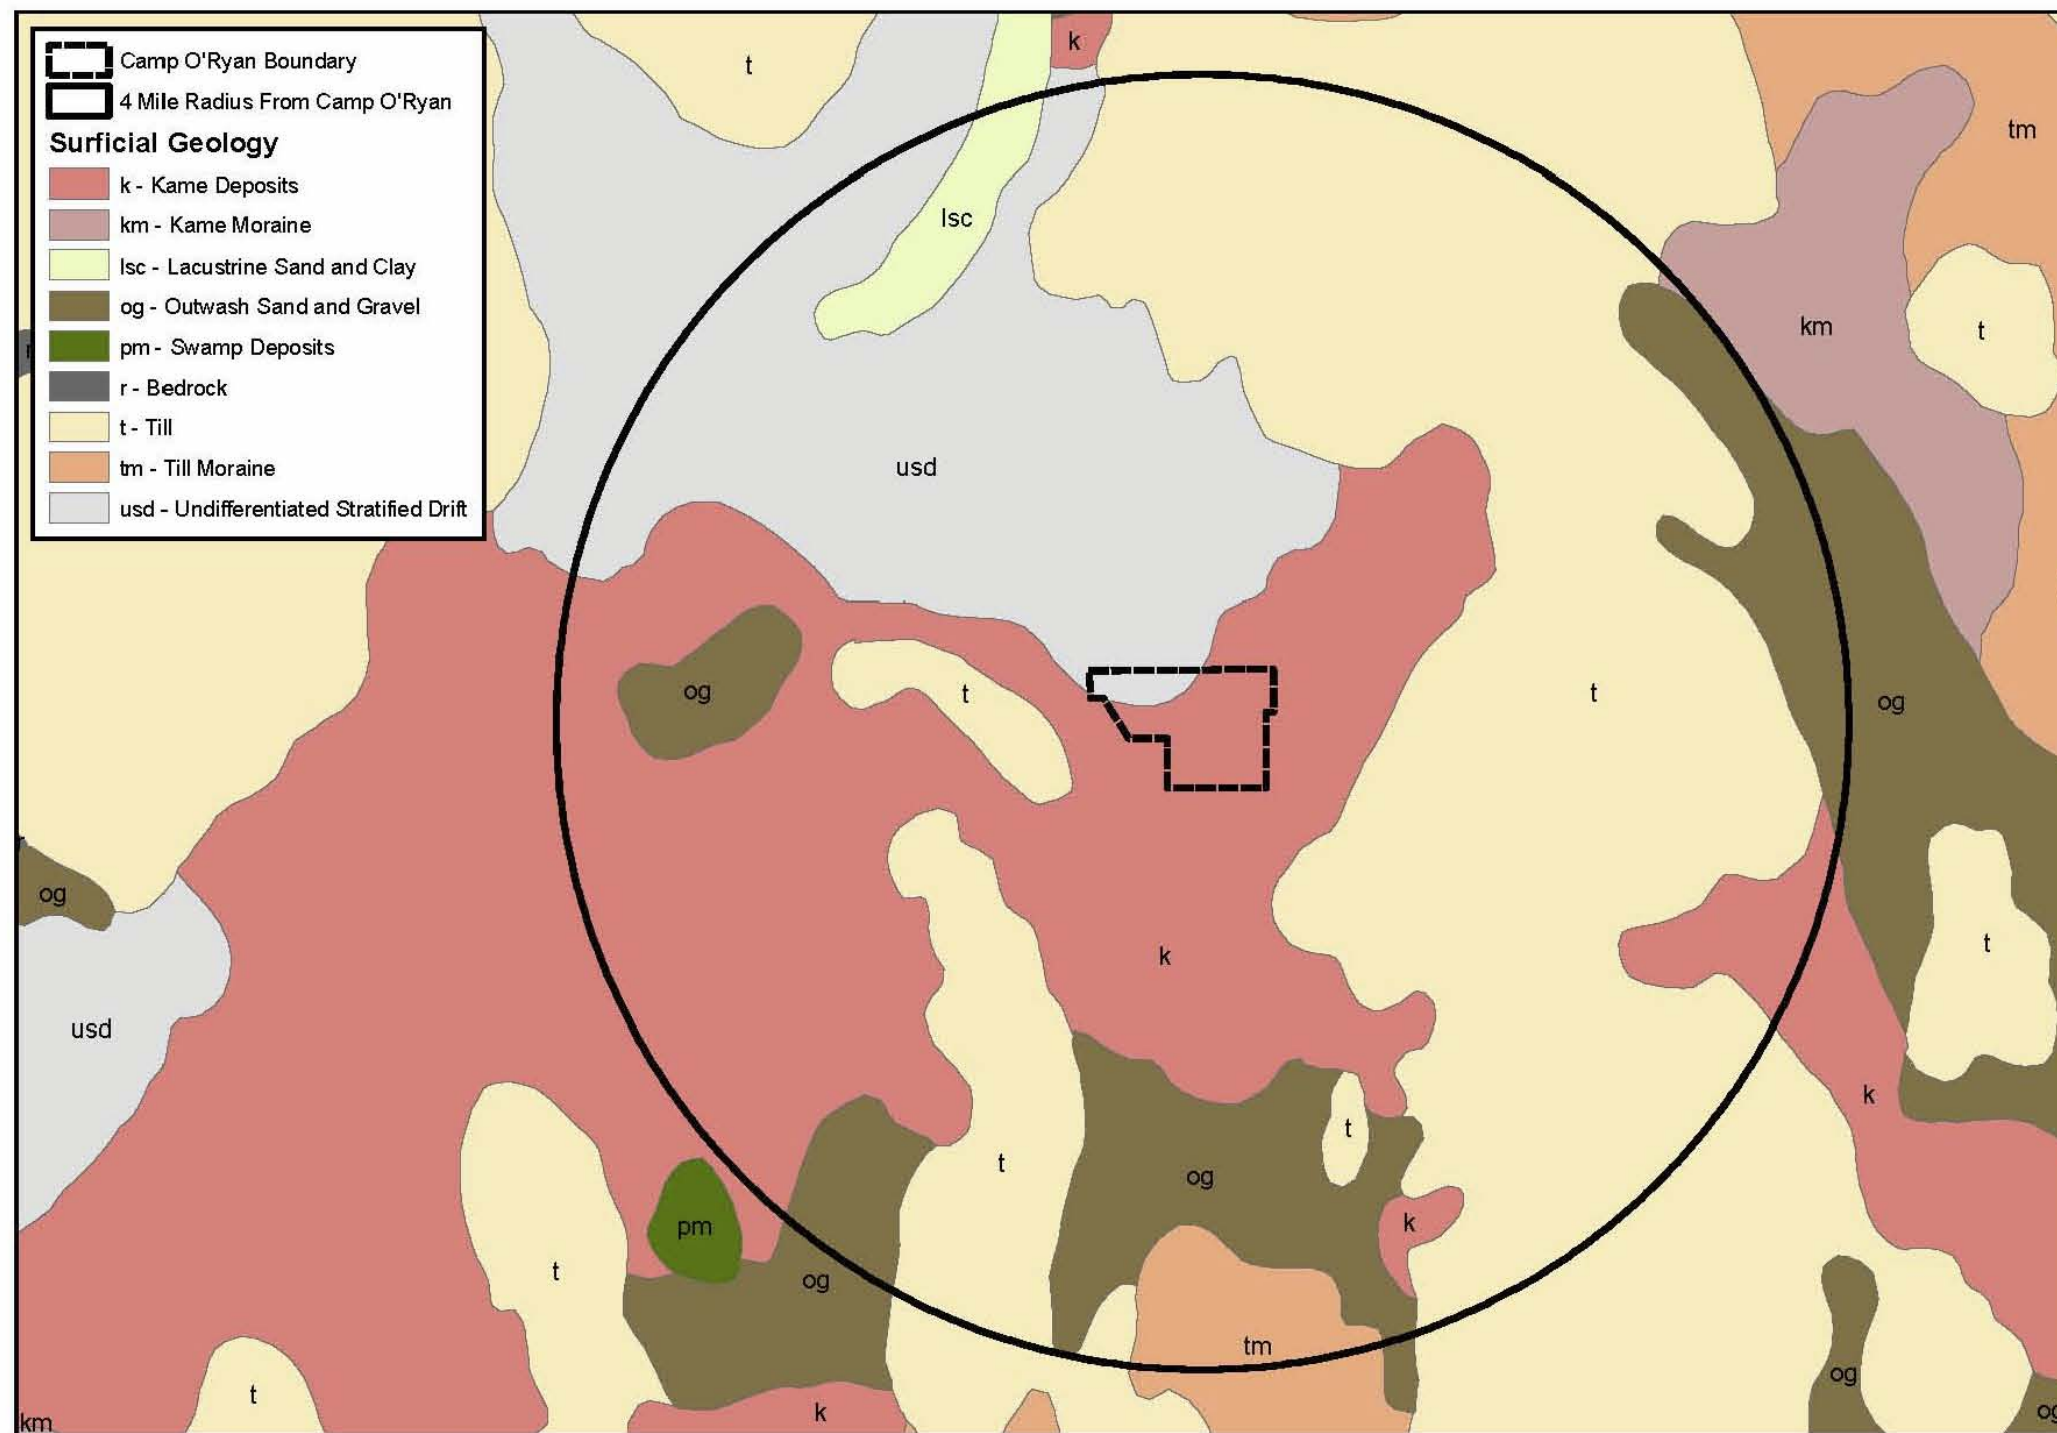 Camp O'Ryan Boundary
4 Mile Radius From Camp O'Ryan
Surficial Geology
k - Kame Deposits
km - Kame Moraine
lsc - Lacustrine Sand and Clay
og - Outwash Sand and Gravel
pm - Swamp Deposits
r - Bedrock
t - Till
tm - Till Moraine
usd - Undifferentiated Stratified Drift
k
t
tm
lsc
km
t
r
usd
og
t
t
og
og
t
k
usd
k
t
t
og
k
pm
t
og
tm
og
t
k
og
km